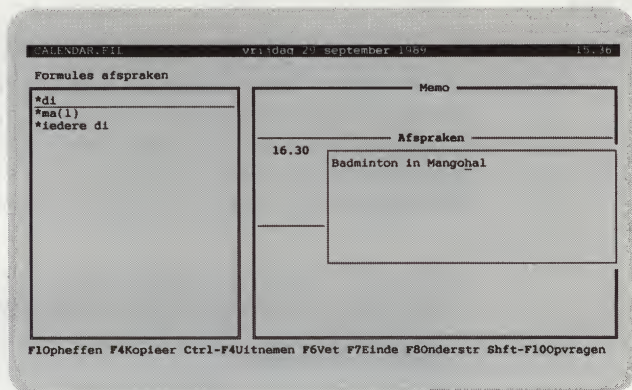 CALENDAR.FIL vrijdag 29 september 1989 15.36
Formules afspraken
*di
*ma(1)
*iedere di
Memo
Afspraken
16.30
Badminton in Mangohal
F1Opheffen F4Kopieer Ctrl-F4Uitnemen F6Vet F7Einde F8Onderstr Shft-F10Opvragen